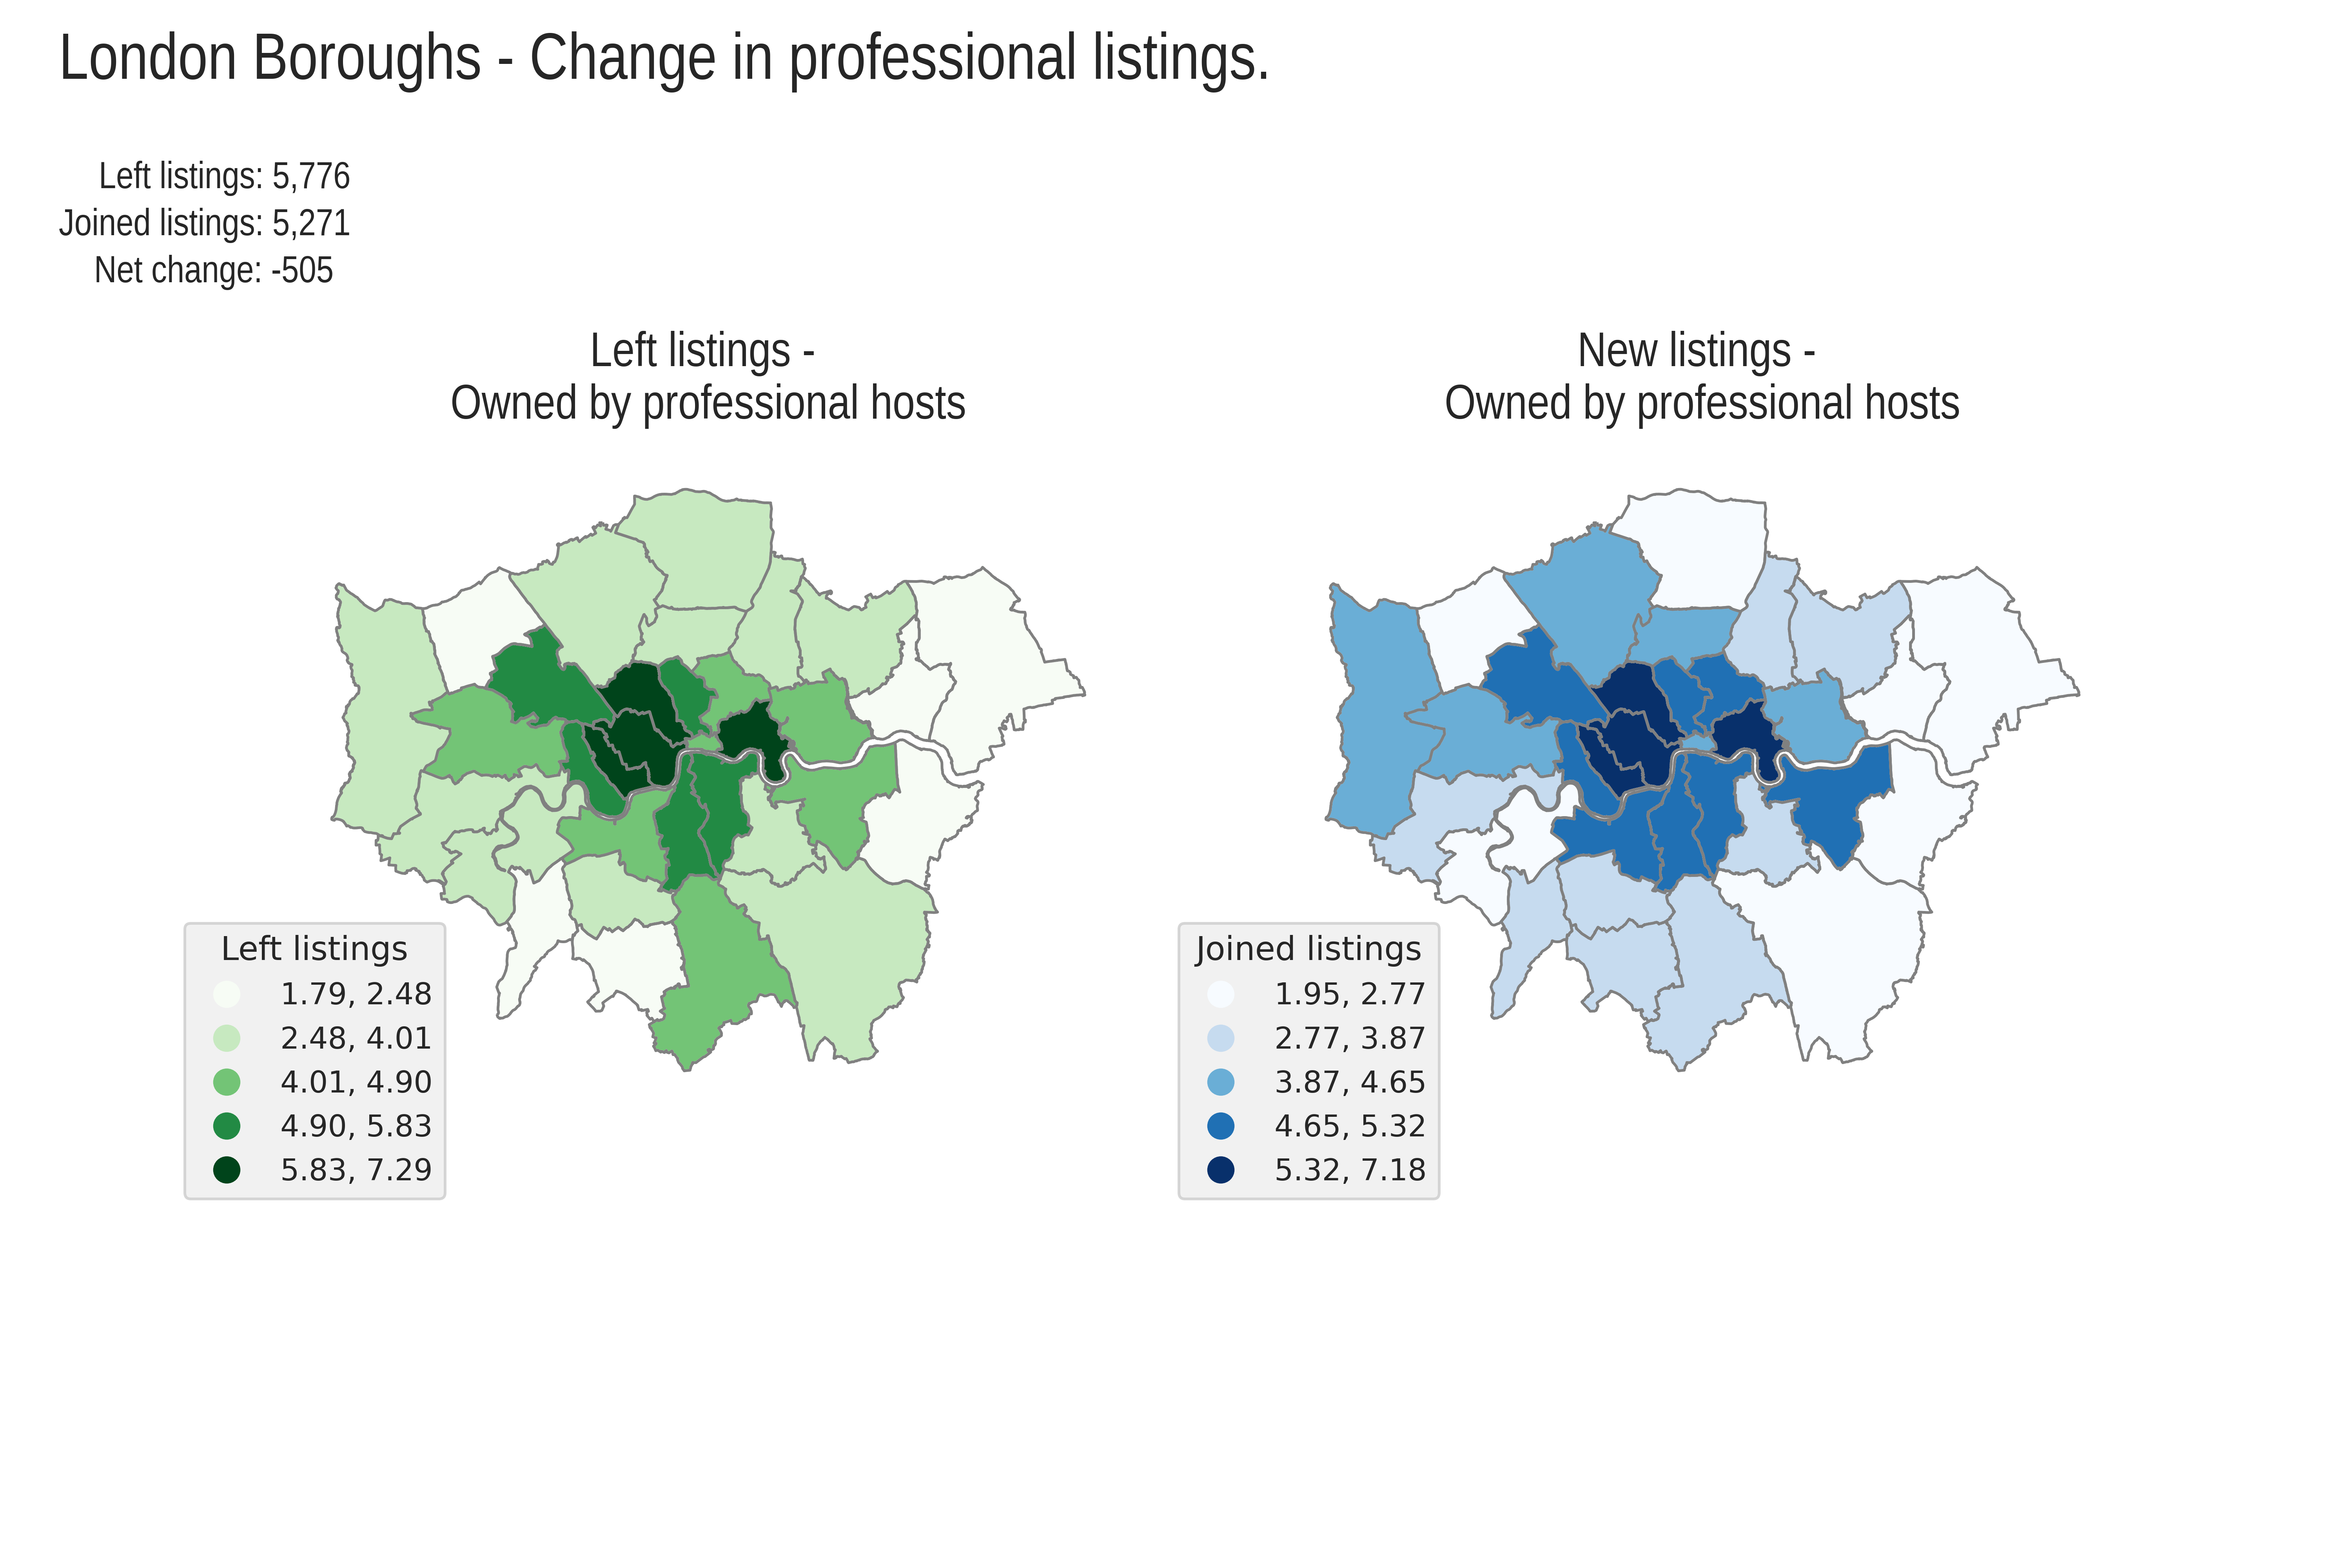 London Boroughs - Change in professional listings.
Left listings: 5,776
Joined listings: 5,271
Net change: -505
Left listings -
Owned by professional hosts
New listings -
Owned by professional hosts
Left listings
1.79, 2.48
2.48, 4.01
4.01, 4.90
4.90, 5.83
5.83, 7.29
Joined listings
1.95, 2.77
2.77, 3.87
3.87, 4.65
4.65, 5.32
5.32, 7.18